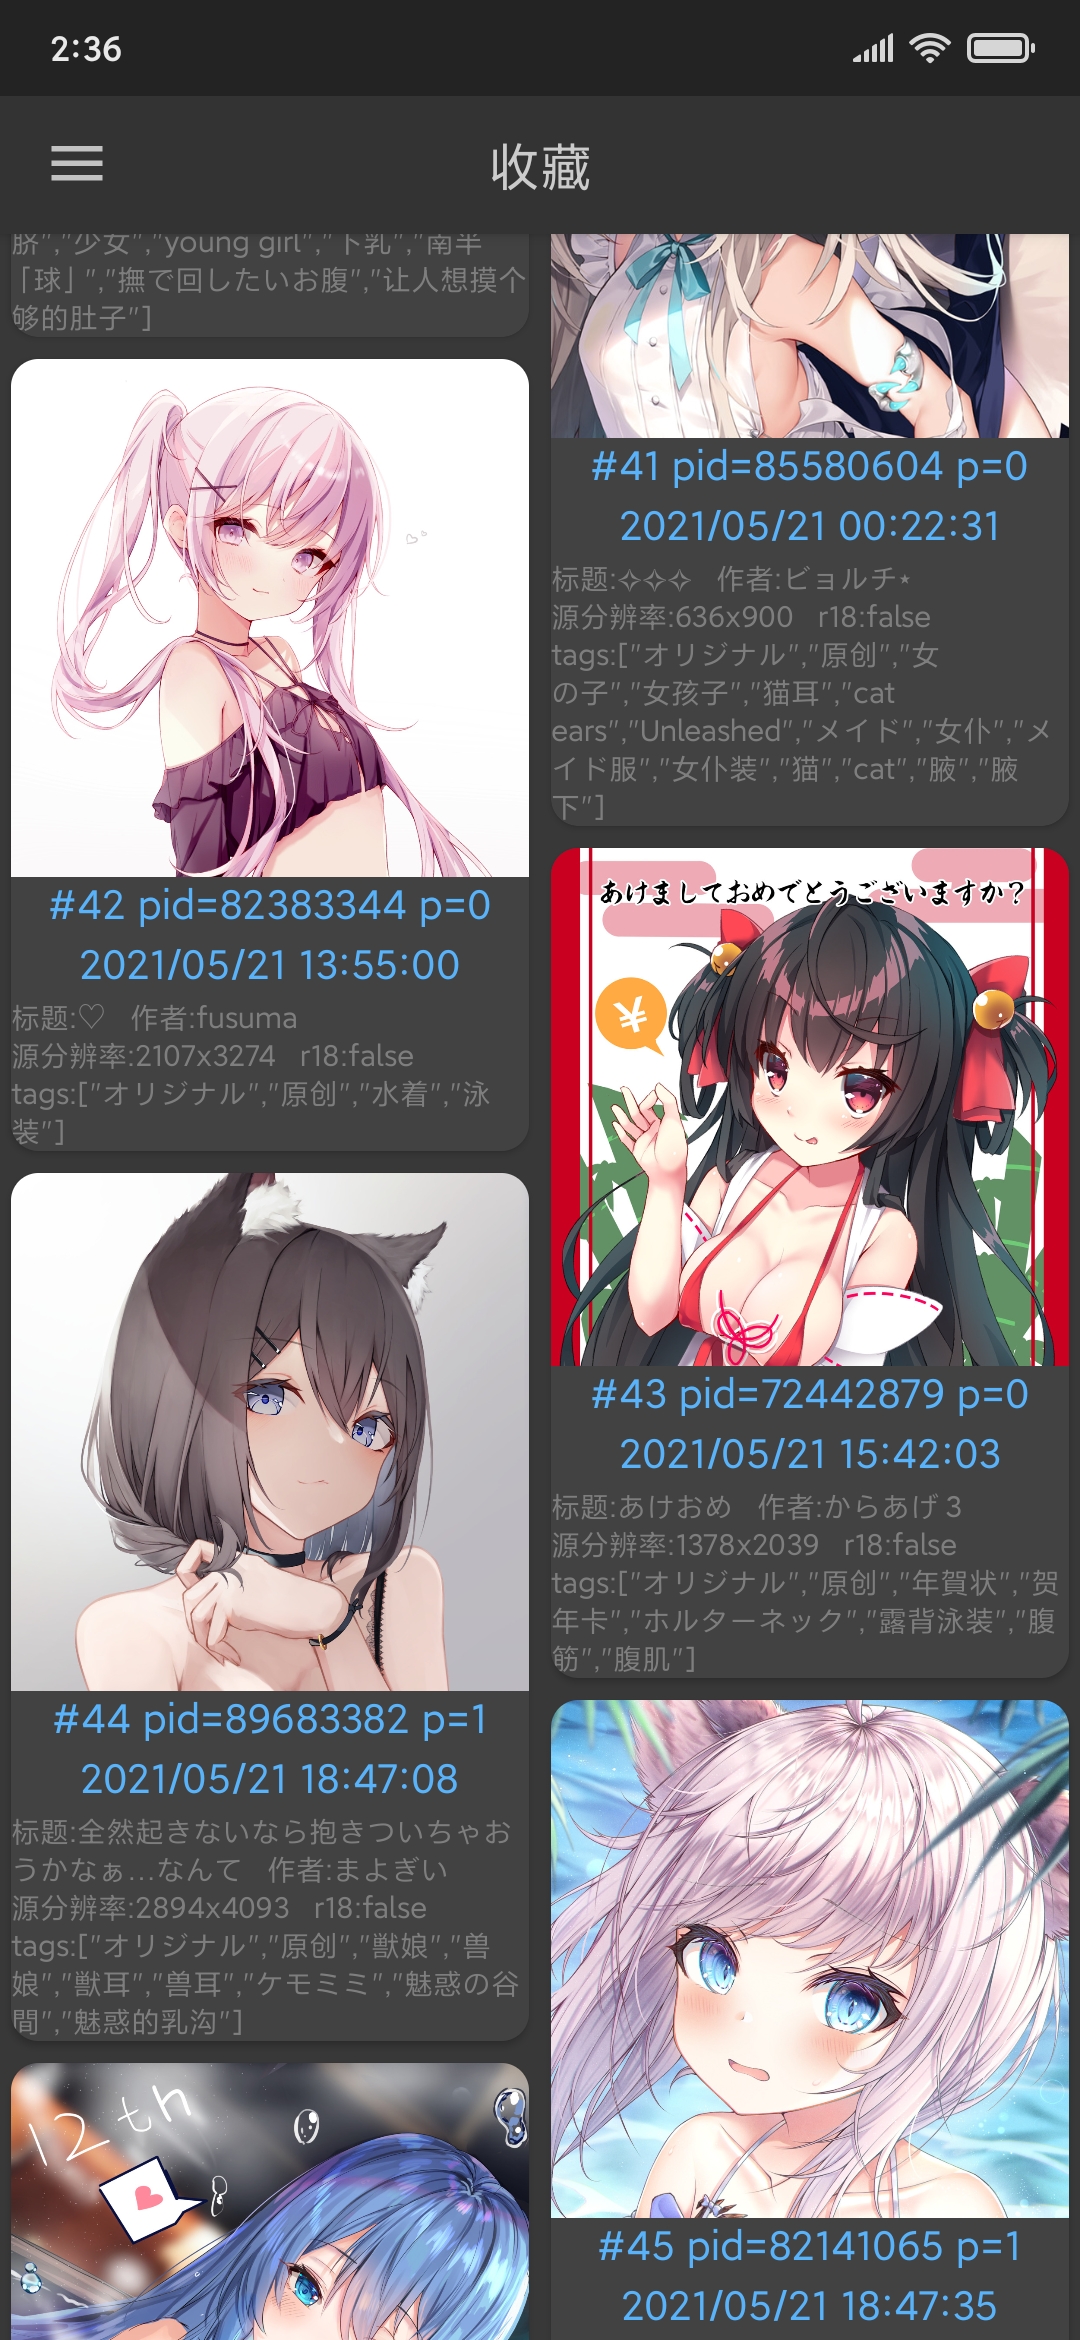 2:36
收藏
脐","少女","young girl","下乳","南半
「球」","撫で回したいお腹","让人想摸个
够的肚子"]
#42 pid=82383344 p=0
2021/05/21 13:55:00
标题:♡ 作者:fusuma
源分辨率:2107x3274 r18:false
tags:["オリジナル","原创","水着","泳
装"]
#44 pid=89683382 p=1
2021/05/21 18:47:08
标题:全然起きないなら抱きついちゃお
うかなぁ...なんて 作者:まよぎい
源分辨率:2894x4093 r18:false
tags:["オリジナル","原创","獣娘","兽
娘","獣耳","兽耳","ケモミミ","魅惑の谷
間","魅惑的乳沟"]
12th
#41 pid=85580604 p=0
2021/05/21 00:22:31
标题:✧✧✧ 作者:ビョルチ⋆
源分辨率:636x900 r18:false
tags:["オリジナル","原创","女
の子","女孩子","猫耳","cat
ears","Unleashed","メイド","女仆","メ
イド服","女仆装","猫","cat","腋","腋
下"]
あけましておめでとうございますか？
¥
#43 pid=72442879 p=0
2021/05/21 15:42:03
标题:あけおめ 作者:からあげ３
源分辨率:1378x2039 r18:false
tags:["オリジナル","原创","年賀状","贺
年卡","ホルターネック","露背泳装","腹
筋","腹肌"]
#45 pid=82141065 p=1
2021/05/21 18:47:35